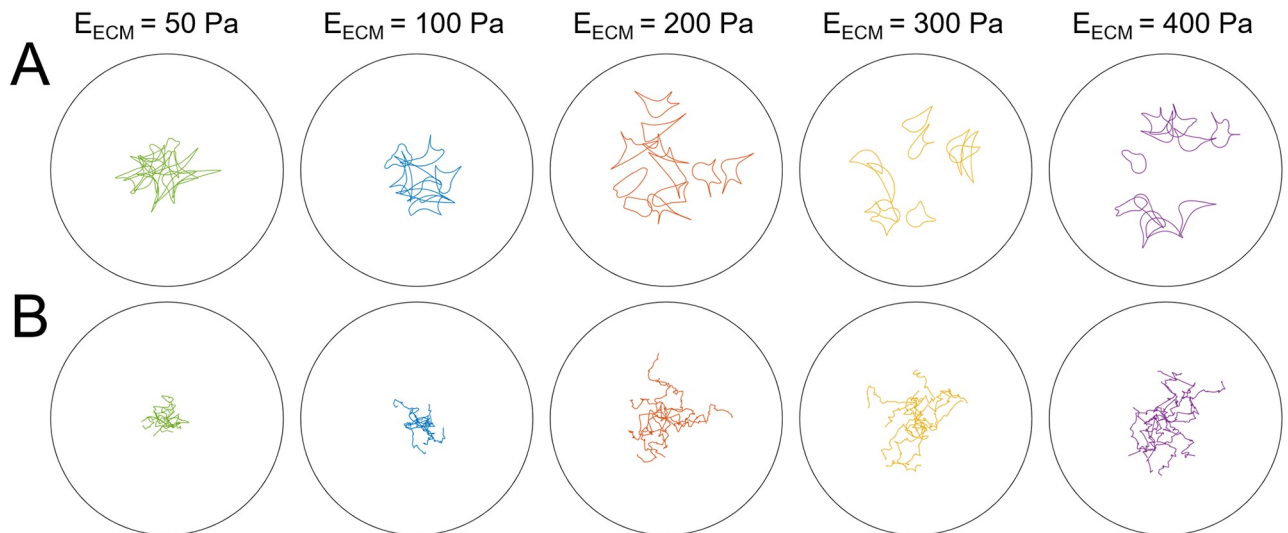 E_ECM = 50 Pa E_ECM = 100 Pa E_ECM = 200 Pa E_ECM = 300 Pa E_ECM = 400 Pa
A
B